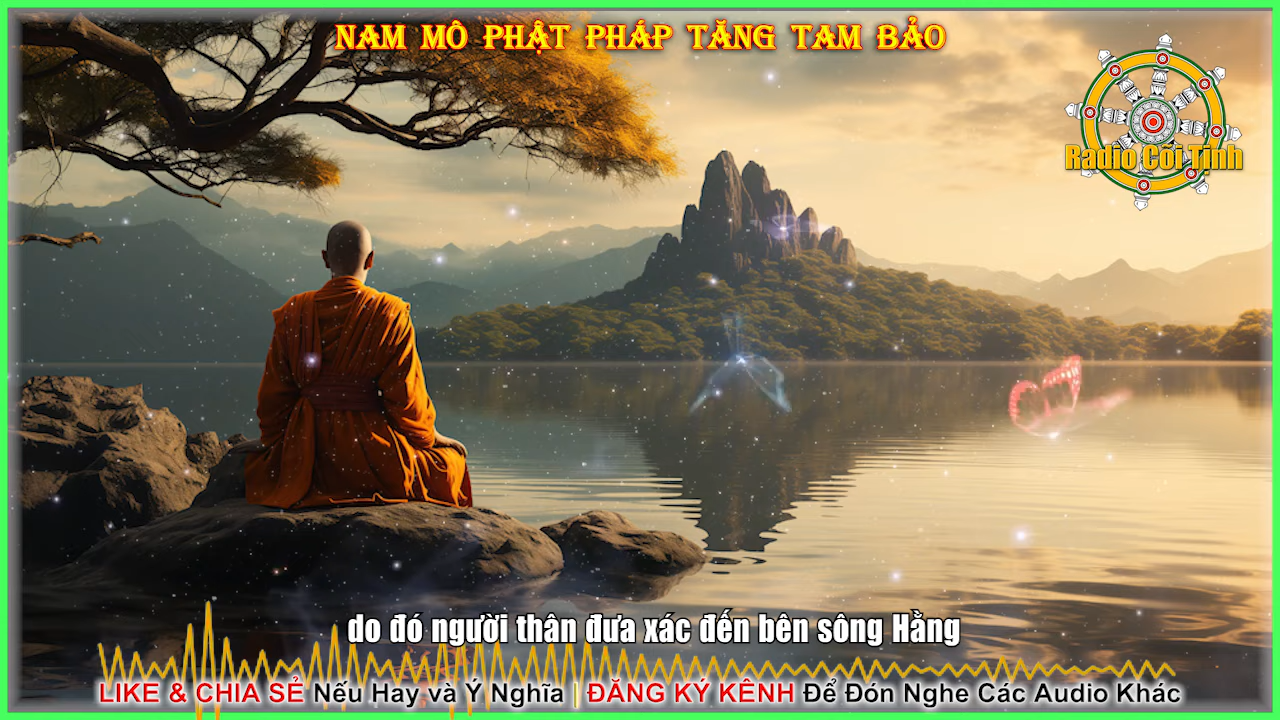 NAM MÔ PHẬT PHÁP TĂNG TAM BẢO
Radio Cõi Tịnh
do đó người thân đưa xác đến bên sông Hằng
LIKE & CHIA SẺ Nếu Hay và Ý Nghĩa | ĐĂNG KÝ KÊNH Để Đón Nghe Các Audio Khác